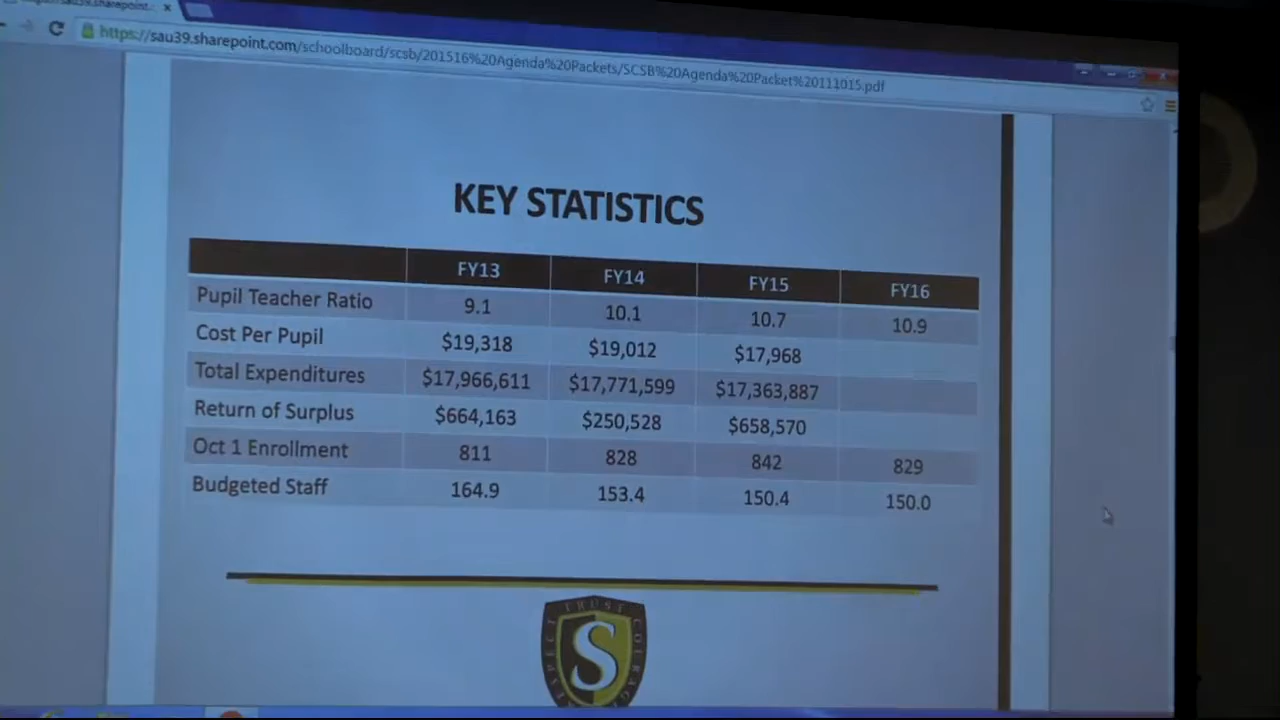 https://sau39.sharepoint.com/schoolboard/scsb/201516%20Agenda%20Packets/SCSB%20Agenda%20Packet%20111015.pdf
KEY STATISTICS
FY13 FY14 FY15 FY16
Pupil Teacher Ratio 9.1 10.1 10.7 10.9
Cost Per Pupil $19,318 $19,012 $17,968
Total Expenditures $17,966,611 $17,771,599 $17,363,887
Return of Surplus $664,163 $250,528 $658,570
Oct 1 Enrollment 811 828 842 829
Budgeted Staff 164.9 153.4 150.4 150.0
TRUST
S